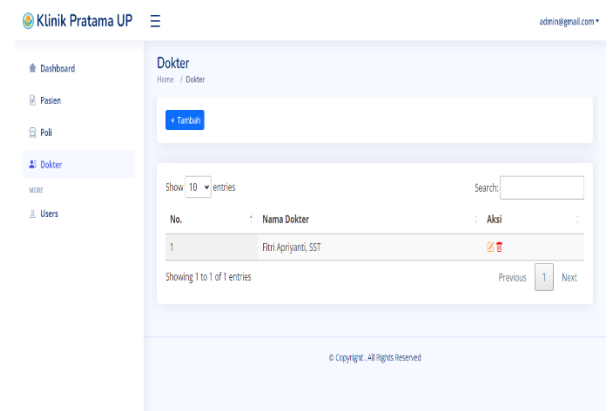 Klinik Pratama UP
admin@gmail.com
Dashboard
Pasien
Poli
Dokter
MORE
Users
Dokter
Home / Dokter
+ Tambah
Show 10 entries
Search:
No. Nama Dokter Aksi
1 Fitri Apriyanti, SST
Showing 1 to 1 of 1 entries
Previous 1 Next
© Copyright . All Rights Reserved